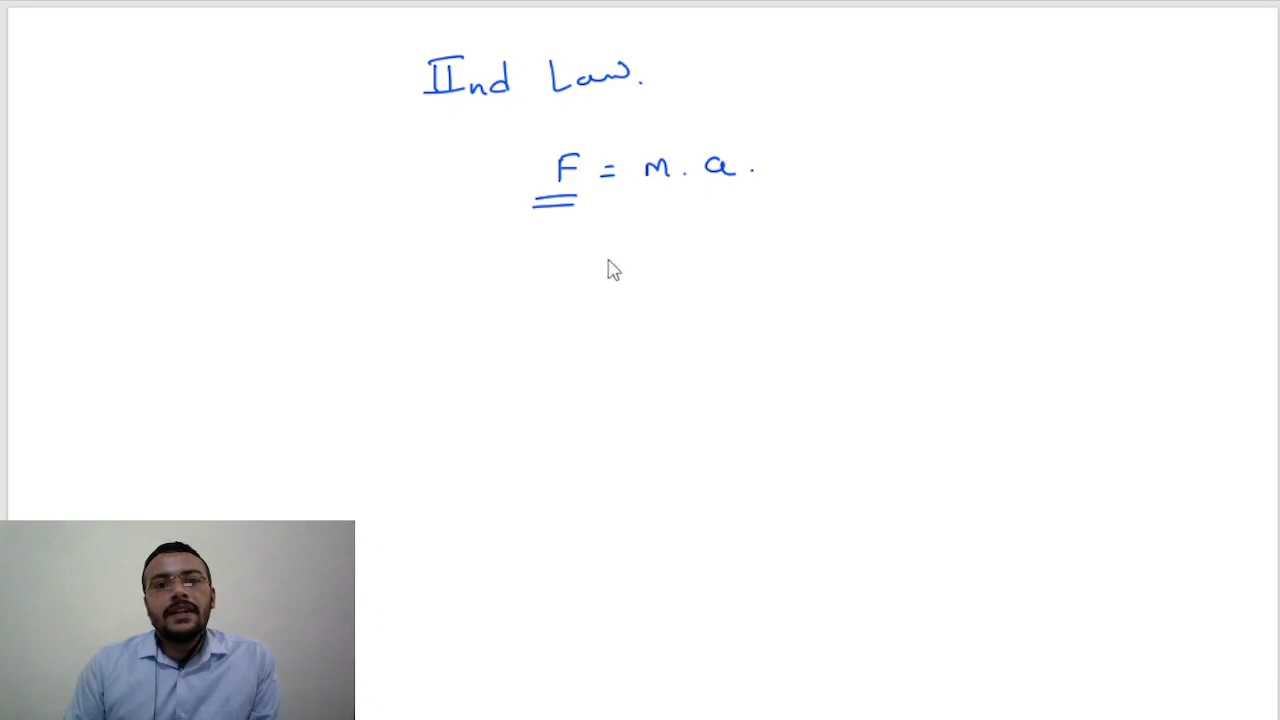 IInd Law.
F = m. a.